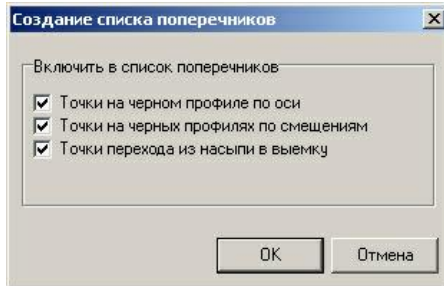 Создание списка поперечников
Включить в список поперечников
Точки на черном профиле по оси
Точки на черных профилях по смещениям
Точки перехода из насыпи в выемку
OK
Отмена